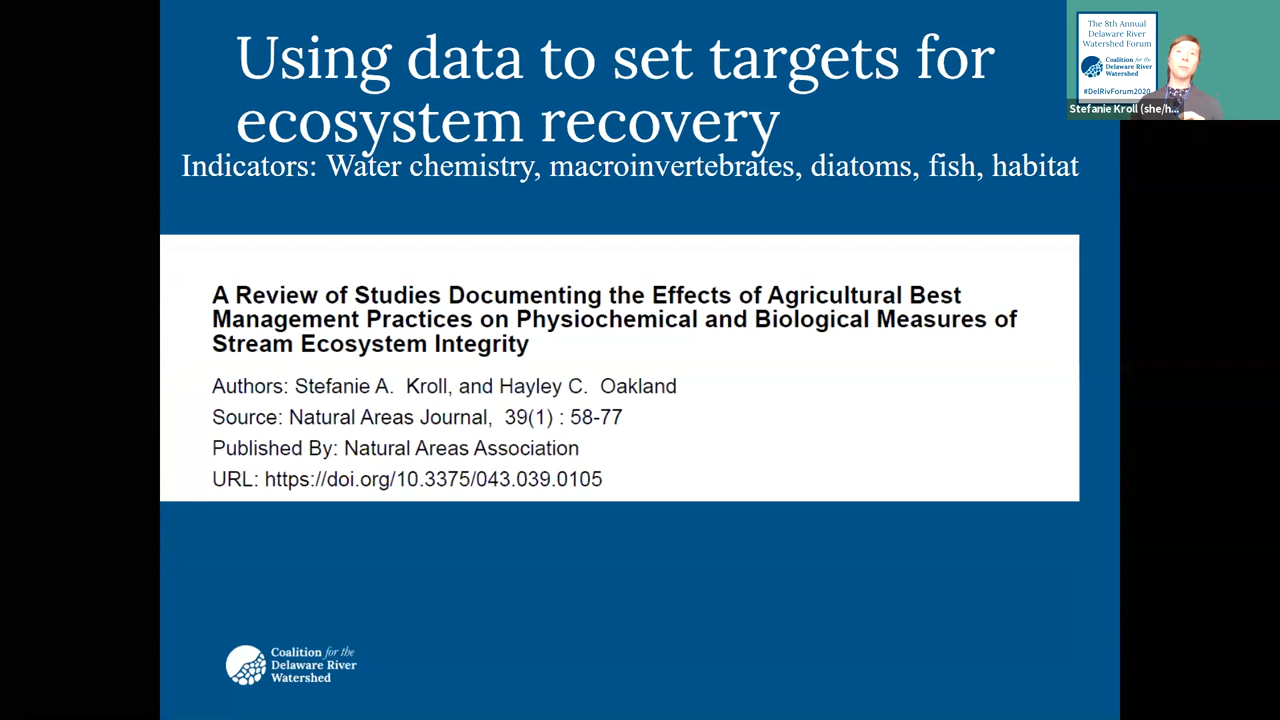 Using data to set targets for
ecosystem recovery
Indicators: Water chemistry, macroinvertebrates, diatoms, fish, habitat
A Review of Studies Documenting the Effects of Agricultural Best
Management Practices on Physiochemical and Biological Measures of
Stream Ecosystem Integrity
Authors: Stefanie A. Kroll, and Hayley C. Oakland
Source: Natural Areas Journal, 39(1) : 58-77
Published By: Natural Areas Association
URL: https://doi.org/10.3375/043.039.0105
Coalition for the
Delaware River
Watershed
The 8th Annual
Delaware River
Watershed Forum
Coalition for the
Delaware River
Watershed
#DelRivForum2020
Stefanie Kroll (she/h...